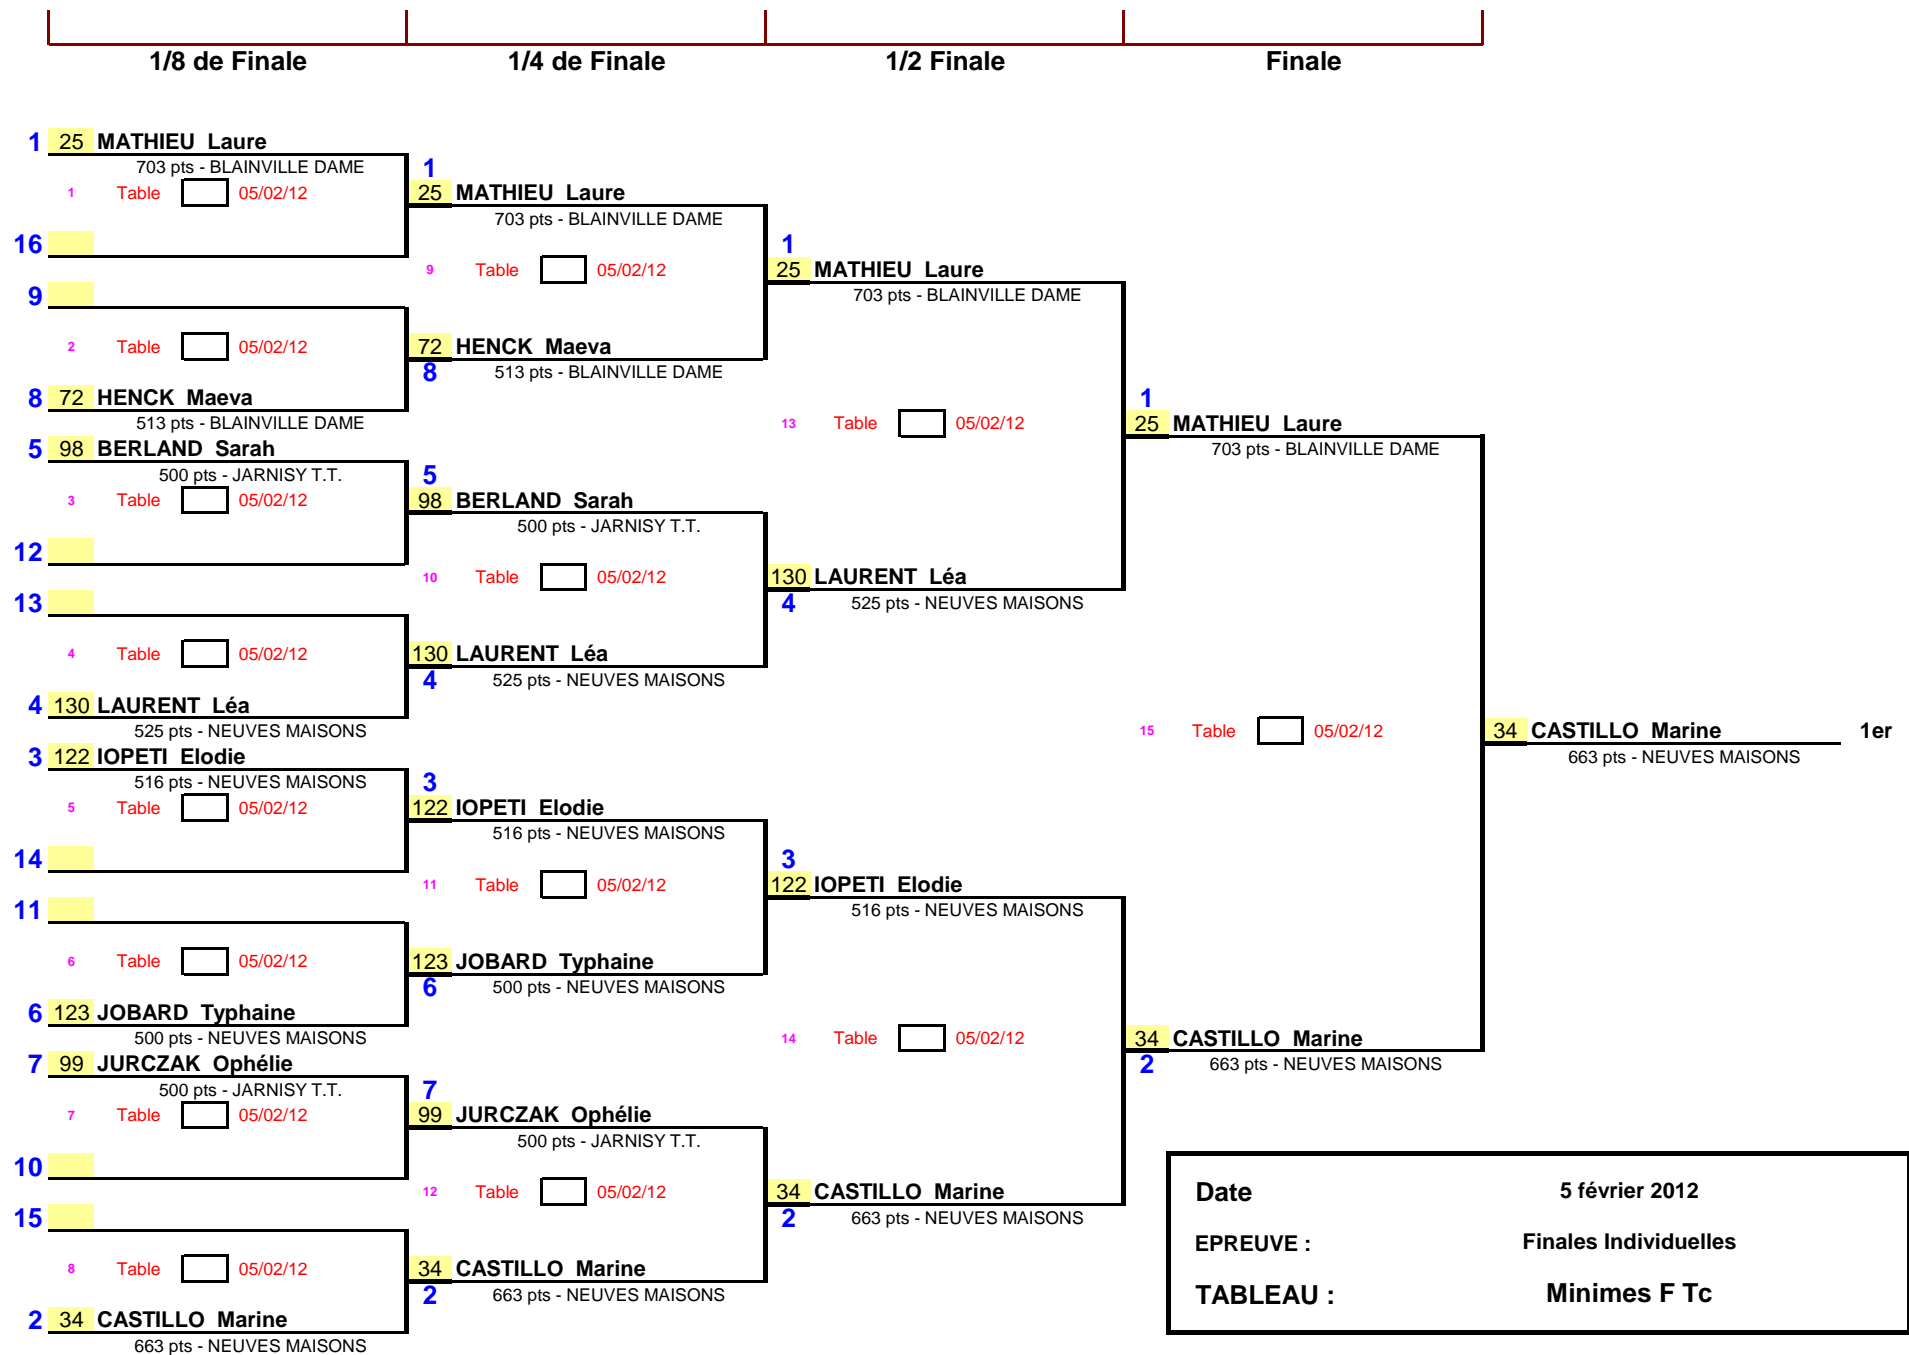 1/8 de Finale 1/4 de Finale 1/2 Finale Finale
1 25 MATHIEU Laure
703 pts - BLAINVILLE DAME
1 Table 05/02/12
16
9
2 Table 05/02/12
8 72 HENCK Maeva
513 pts - BLAINVILLE DAME
5 98 BERLAND Sarah
500 pts - JARNISY T.T.
3 Table 05/02/12
12
13
4 Table 05/02/12
4 130 LAURENT Léa
525 pts - NEUVES MAISONS
3 122 IOPETI Elodie
516 pts - NEUVES MAISONS
5 Table 05/02/12
14
11
6 Table 05/02/12
6 123 JOBARD Typhaine
500 pts - NEUVES MAISONS
7 99 JURCZAK Ophélie
500 pts - JARNISY T.T.
7 Table 05/02/12
10
15
8 Table 05/02/12
2 34 CASTILLO Marine
663 pts - NEUVES MAISONS
1
25 MATHIEU Laure
703 pts - BLAINVILLE DAME
9 Table 05/02/12
72 HENCK Maeva
8 513 pts - BLAINVILLE DAME
5
98 BERLAND Sarah
500 pts - JARNISY T.T.
10 Table 05/02/12
130 LAURENT Léa
4 525 pts - NEUVES MAISONS
3
122 IOPETI Elodie
516 pts - NEUVES MAISONS
11 Table 05/02/12
123 JOBARD Typhaine
6 500 pts - NEUVES MAISONS
7
99 JURCZAK Ophélie
500 pts - JARNISY T.T.
12 Table 05/02/12
34 CASTILLO Marine
2 663 pts - NEUVES MAISONS
1
25 MATHIEU Laure
703 pts - BLAINVILLE DAME
13 Table 05/02/12
130 LAURENT Léa
4 525 pts - NEUVES MAISONS
3
122 IOPETI Elodie
516 pts - NEUVES MAISONS
14 Table 05/02/12
34 CASTILLO Marine
2 663 pts - NEUVES MAISONS
1
25 MATHIEU Laure
703 pts - BLAINVILLE DAME
15 Table 05/02/12
34 CASTILLO Marine
2 663 pts - NEUVES MAISONS
34 CASTILLO Marine 1er
663 pts - NEUVES MAISONS
Date 5 février 2012
EPREUVE : Finales Individuelles
TABLEAU : Minimes F Tc